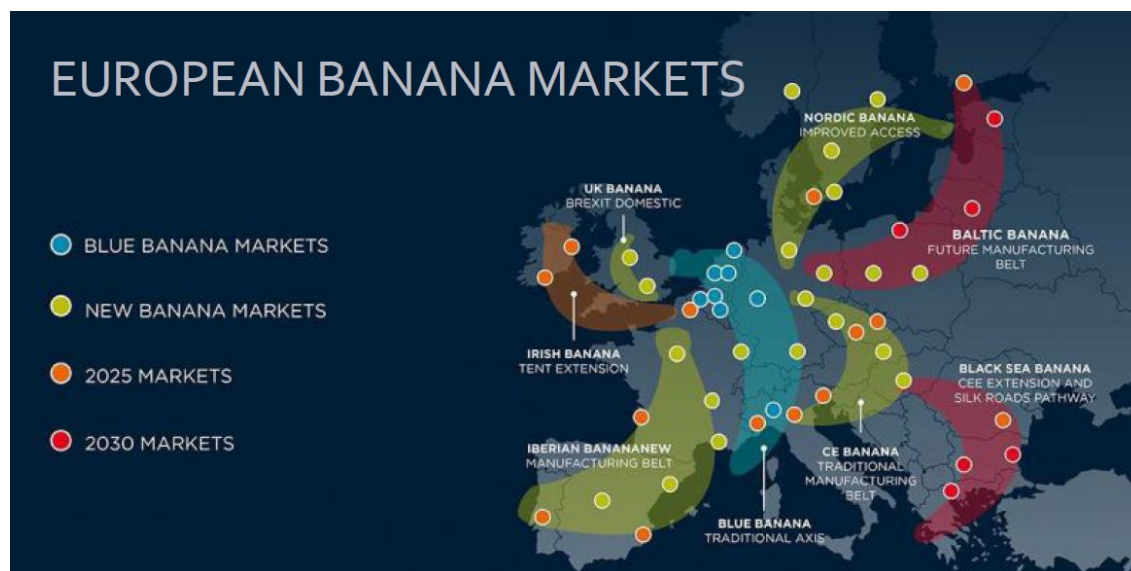 EUROPEAN BANANA MARKETS
BLUE BANANA MARKETS
NEW BANANA MARKETS
2025 MARKETS
2030 MARKETS
NORDIC BANANA
IMPROVED ACCESS
UK BANANA
BREXIT DOMESTIC
BALTIC BANANA
FUTURE MANUFACTURING
BELT
IRISH BANANA
TENT EXTENSION
BLACK SEA BANANA
CEE EXTENSION AND
SILK ROADS PATHWAY
IBERIAN BANANANEW
MANUFACTURING BELT
CE BANANA
TRADITIONAL
MANUFACTURING
BELT
BLUE BANANA
TRADITIONAL AXIS